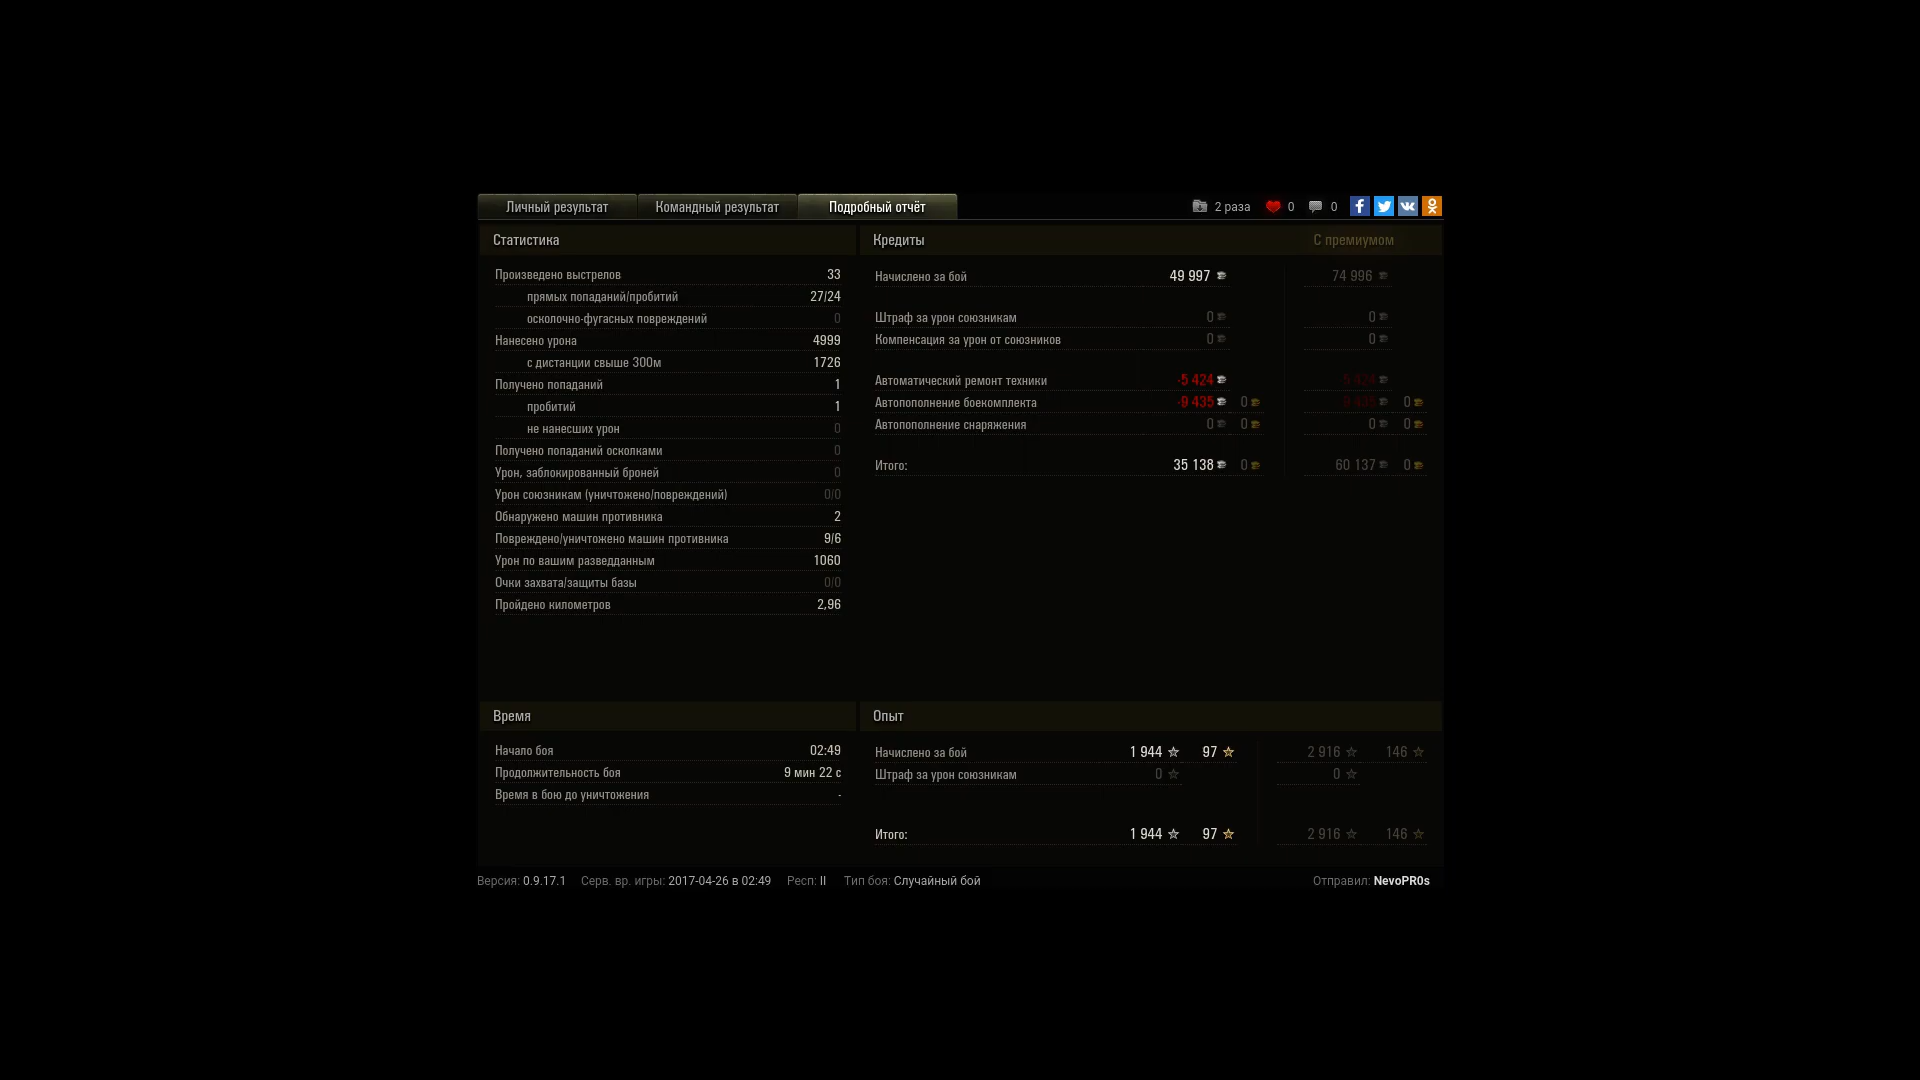 Личный результат Командный результат Подробный отчёт 2 раза 0 0
Статистика
Произведено выстрелов 33
прямых попаданий/пробитий 27/24
осколочно-фугасных повреждений 0
Нанесено урона 4999
с дистанции свыше 300м 1726
Получено попаданий 1
пробитий 1
не нанесших урон 0
Получено попаданий осколками 0
Урон, заблокированный броней 0
Урон союзникам (уничтожено/повреждений) 0/0
Обнаружено машин противника 2
Повреждено/уничтожено машин противника 9/6
Урон по вашим разведданным 1060
Очки захвата/защиты базы 0/0
Пройдено километров 2,96
Кредиты С премиумом
Начислено за бой 49 997 74 996
Штраф за урон союзникам 0 0
Компенсация за урон от союзников 0 0
Автоматический ремонт техники -5 424 -5 424
Автопополнение боекомплекта -9 435 0 -9 435 0
Автопополнение снаряжения 0 0 0 0
Итого: 35 138 0 60 137 0
Время
Начало боя 02:49
Продолжительность боя 9 мин 22 с
Время в бою до уничтожения -
Опыт
Начислено за бой 1 944 97 2 916 146
Штраф за урон союзникам 0 0
Итого: 1 944 97 2 916 146
Версия: 0.9.17.1 Серв. вр. игры: 2017-04-26 в 02:49 Респ: II Тип боя: Случайный бой Отправил: NevoPR0s